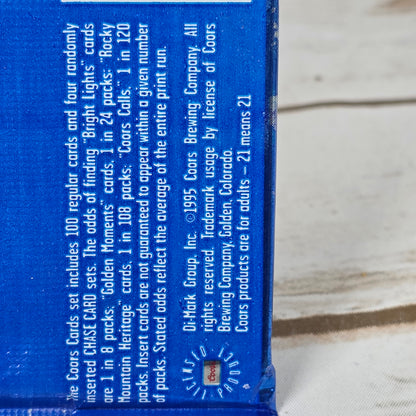 The Coors Cards set includes 100 regular cards and four randomly
inserted CHASE CARD sets. The odds of finding "Bright Lights" cards
are 1 in 8 packs; "Golden Moments" cards, 1 in 24 packs; "Rocky
Mountain Heritage" cards, 1 in 108 packs; "Coors Calls," 1 in 120
packs. Insert cards are not guaranteed to appear within a given number
of packs. Stated odds reflect the average of the entire print run.
Di-Mark Group, Inc. ©1995 Coors Brewing Company. All
rights reserved. Trademark usage by license of Coors
Brewing Company, Golden, Colorado.
Coors products are for adults – 21 means 21
LICENSED PRODUCT
Coors